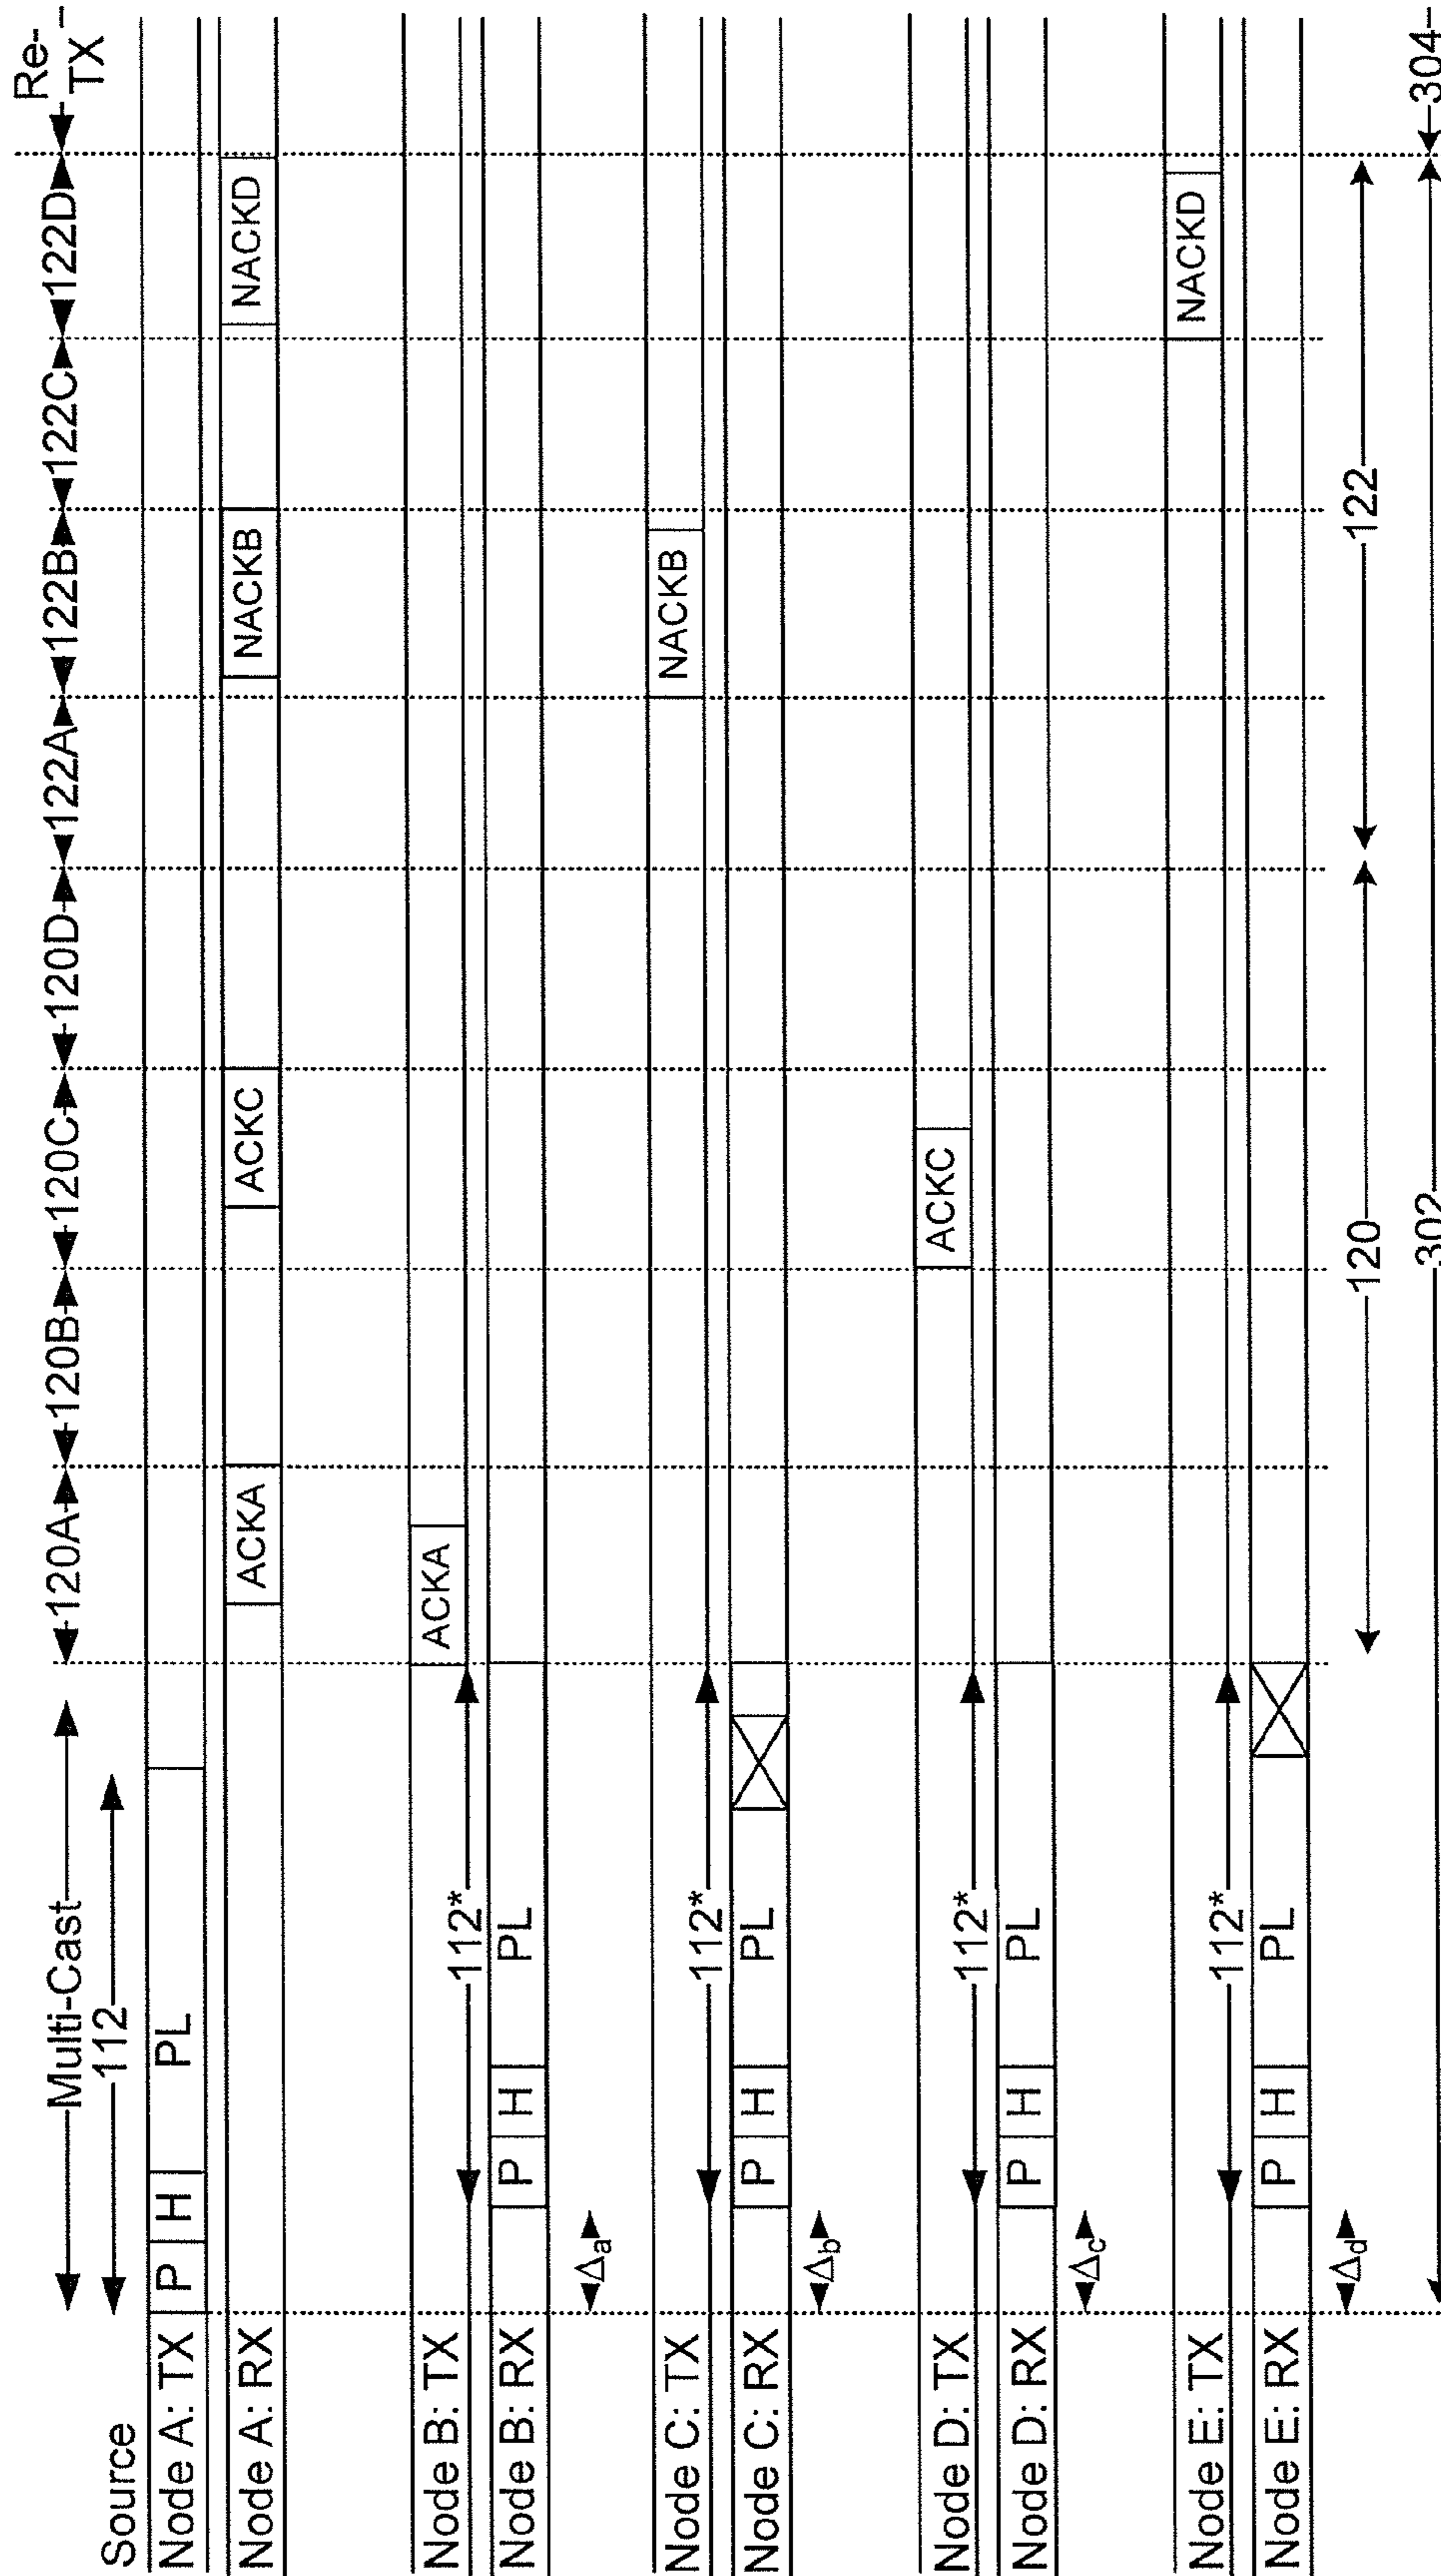 Multi-Cast 120A 120B 120C 120D 122A 122B 122C 122D Re-
TX
112
Source
Node A: TX P H PL
Node A: RX ACKA ACKC NACKB NACKD
Node B: TX 112* ACKA
Node B: RX P H PL
Δa
Node C: TX 112* NACKB
Node C: RX P H PL
Δb
Node D: TX 112* ACKC
Node D: RX P H PL
Δc
Node E: TX 112* NACKD
Node E: RX P H PL
Δd
120 122
302 304